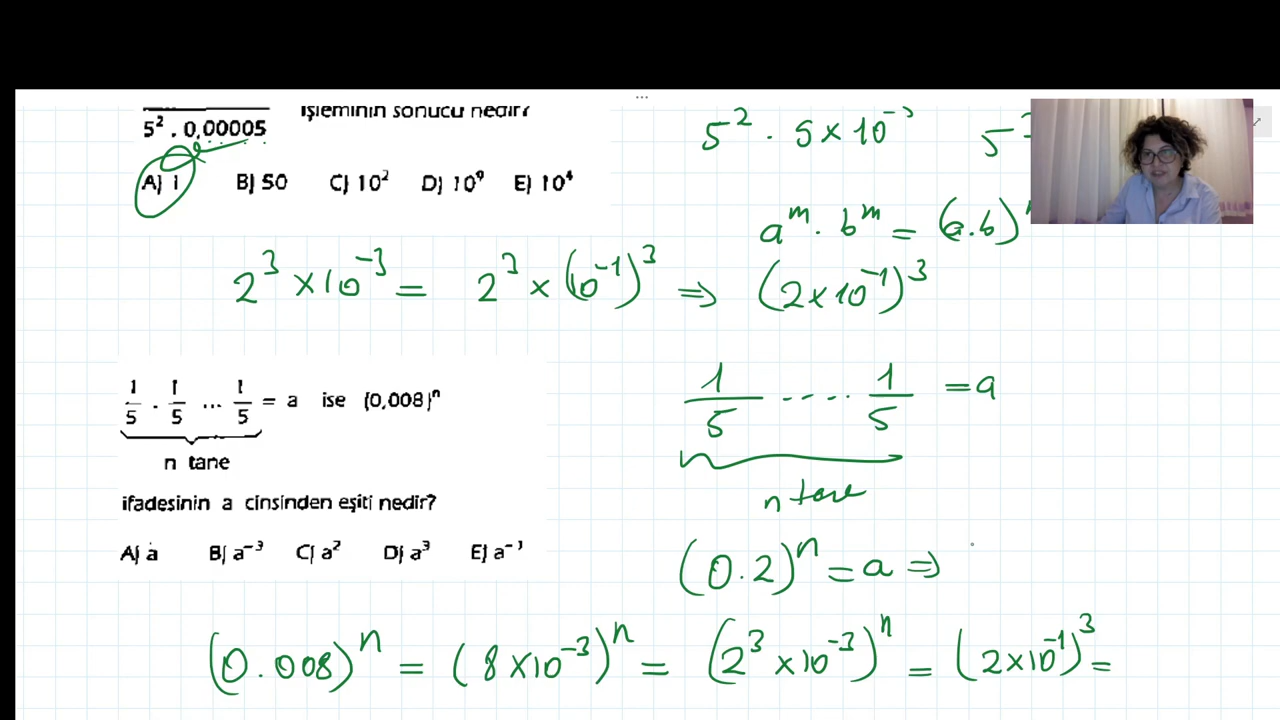 5² . 0,00005 işleminin sonucu nedir?
A) 1 B) 50 C) 10² D) 10⁹ E) 10⁴
5² . 5 × 10 5
aᵐ . bᵐ = (a.b)
2³ × 10⁻³ = 2³ × (10⁻¹)³ ⇒ (2 × 10⁻¹)³
1/5 . 1/5 ... 1/5 = a ise (0,008)ⁿ
n tane
ifadesinin a cinsinden eşiti nedir?
A) a B) a⁻³ C) a² D) a³ E) a⁻¹
1/5 .... 1/5 = a
n tane
(0.2)ⁿ = a ⇒
(0.008)ⁿ = (8 × 10⁻³)ⁿ = (2³ × 10⁻³)ⁿ = (2 × 10⁻¹)³ =